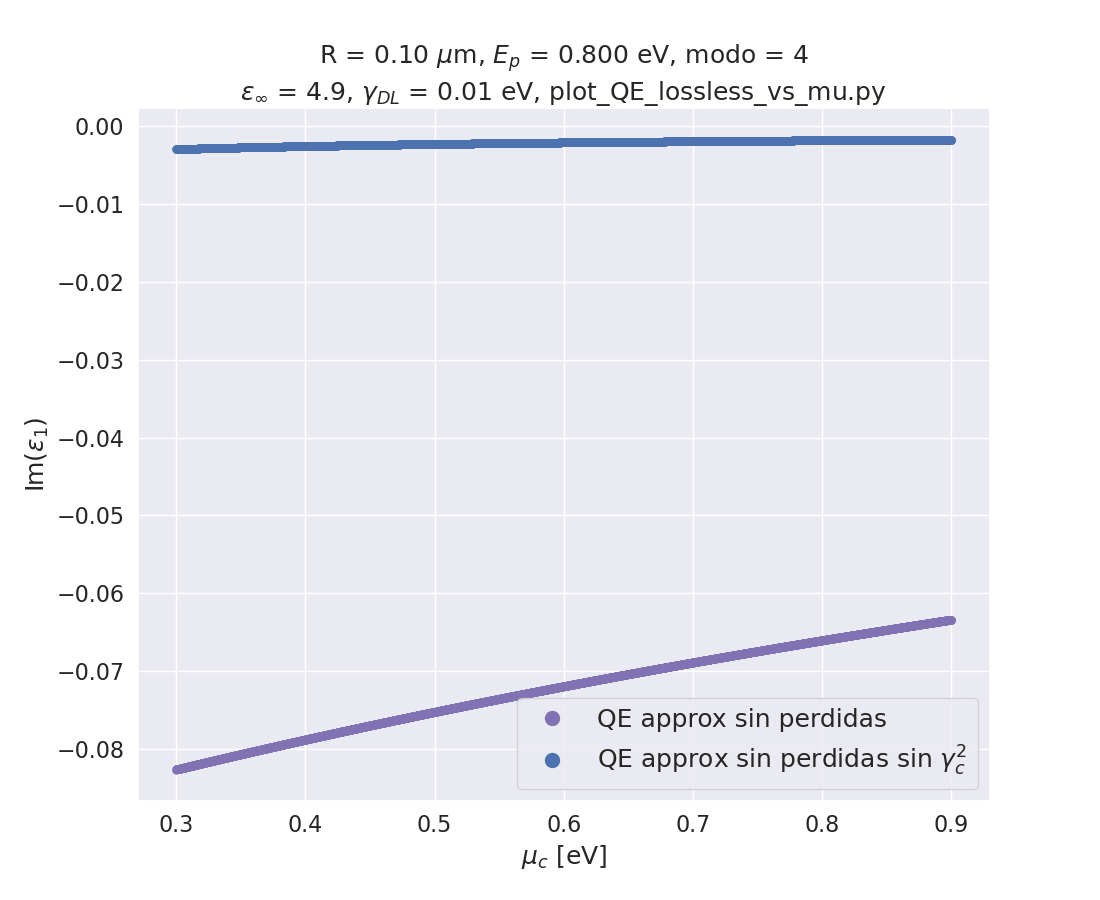 R = 0.10 μm, E_p = 0.800 eV, modo = 4
ε_∞ = 4.9, γ_DL = 0.01 eV, plot_QE_lossless_vs_mu.py
0.00
−0.01
−0.02
−0.03
−0.04
−0.05
−0.06
−0.07
−0.08
Im(ε_1)
QE approx sin perdidas
QE approx sin perdidas sin γ_c^2
0.3 0.4 0.5 0.6 0.7 0.8 0.9
μ_c [eV]